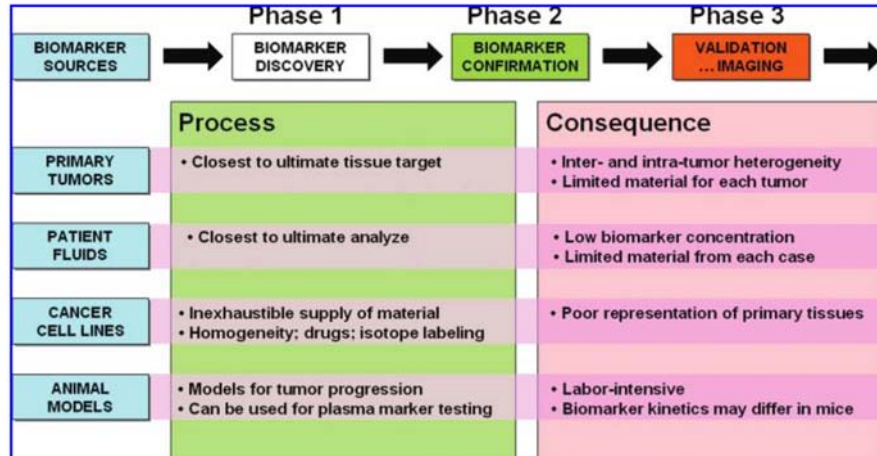 Phase 1
Phase 2
Phase 3
BIOMARKER
SOURCES
BIOMARKER
DISCOVERY
BIOMARKER
CONFIRMATION
VALIDATION
...IMAGING
Process
Consequence
PRIMARY
TUMORS
• Closest to ultimate tissue target
• Inter- and intra-tumor heterogeneity
• Limited material for each tumor
PATIENT
FLUIDS
• Closest to ultimate analyze
• Low biomarker concentration
• Limited material from each case
CANCER
CELL LINES
• Inexhaustible supply of material
• Homogeneity; drugs; isotope labeling
• Poor representation of primary tissues
ANIMAL
MODELS
• Models for tumor progression
• Can be used for plasma marker testing
• Labor-intensive
• Biomarker kinetics may differ in mice